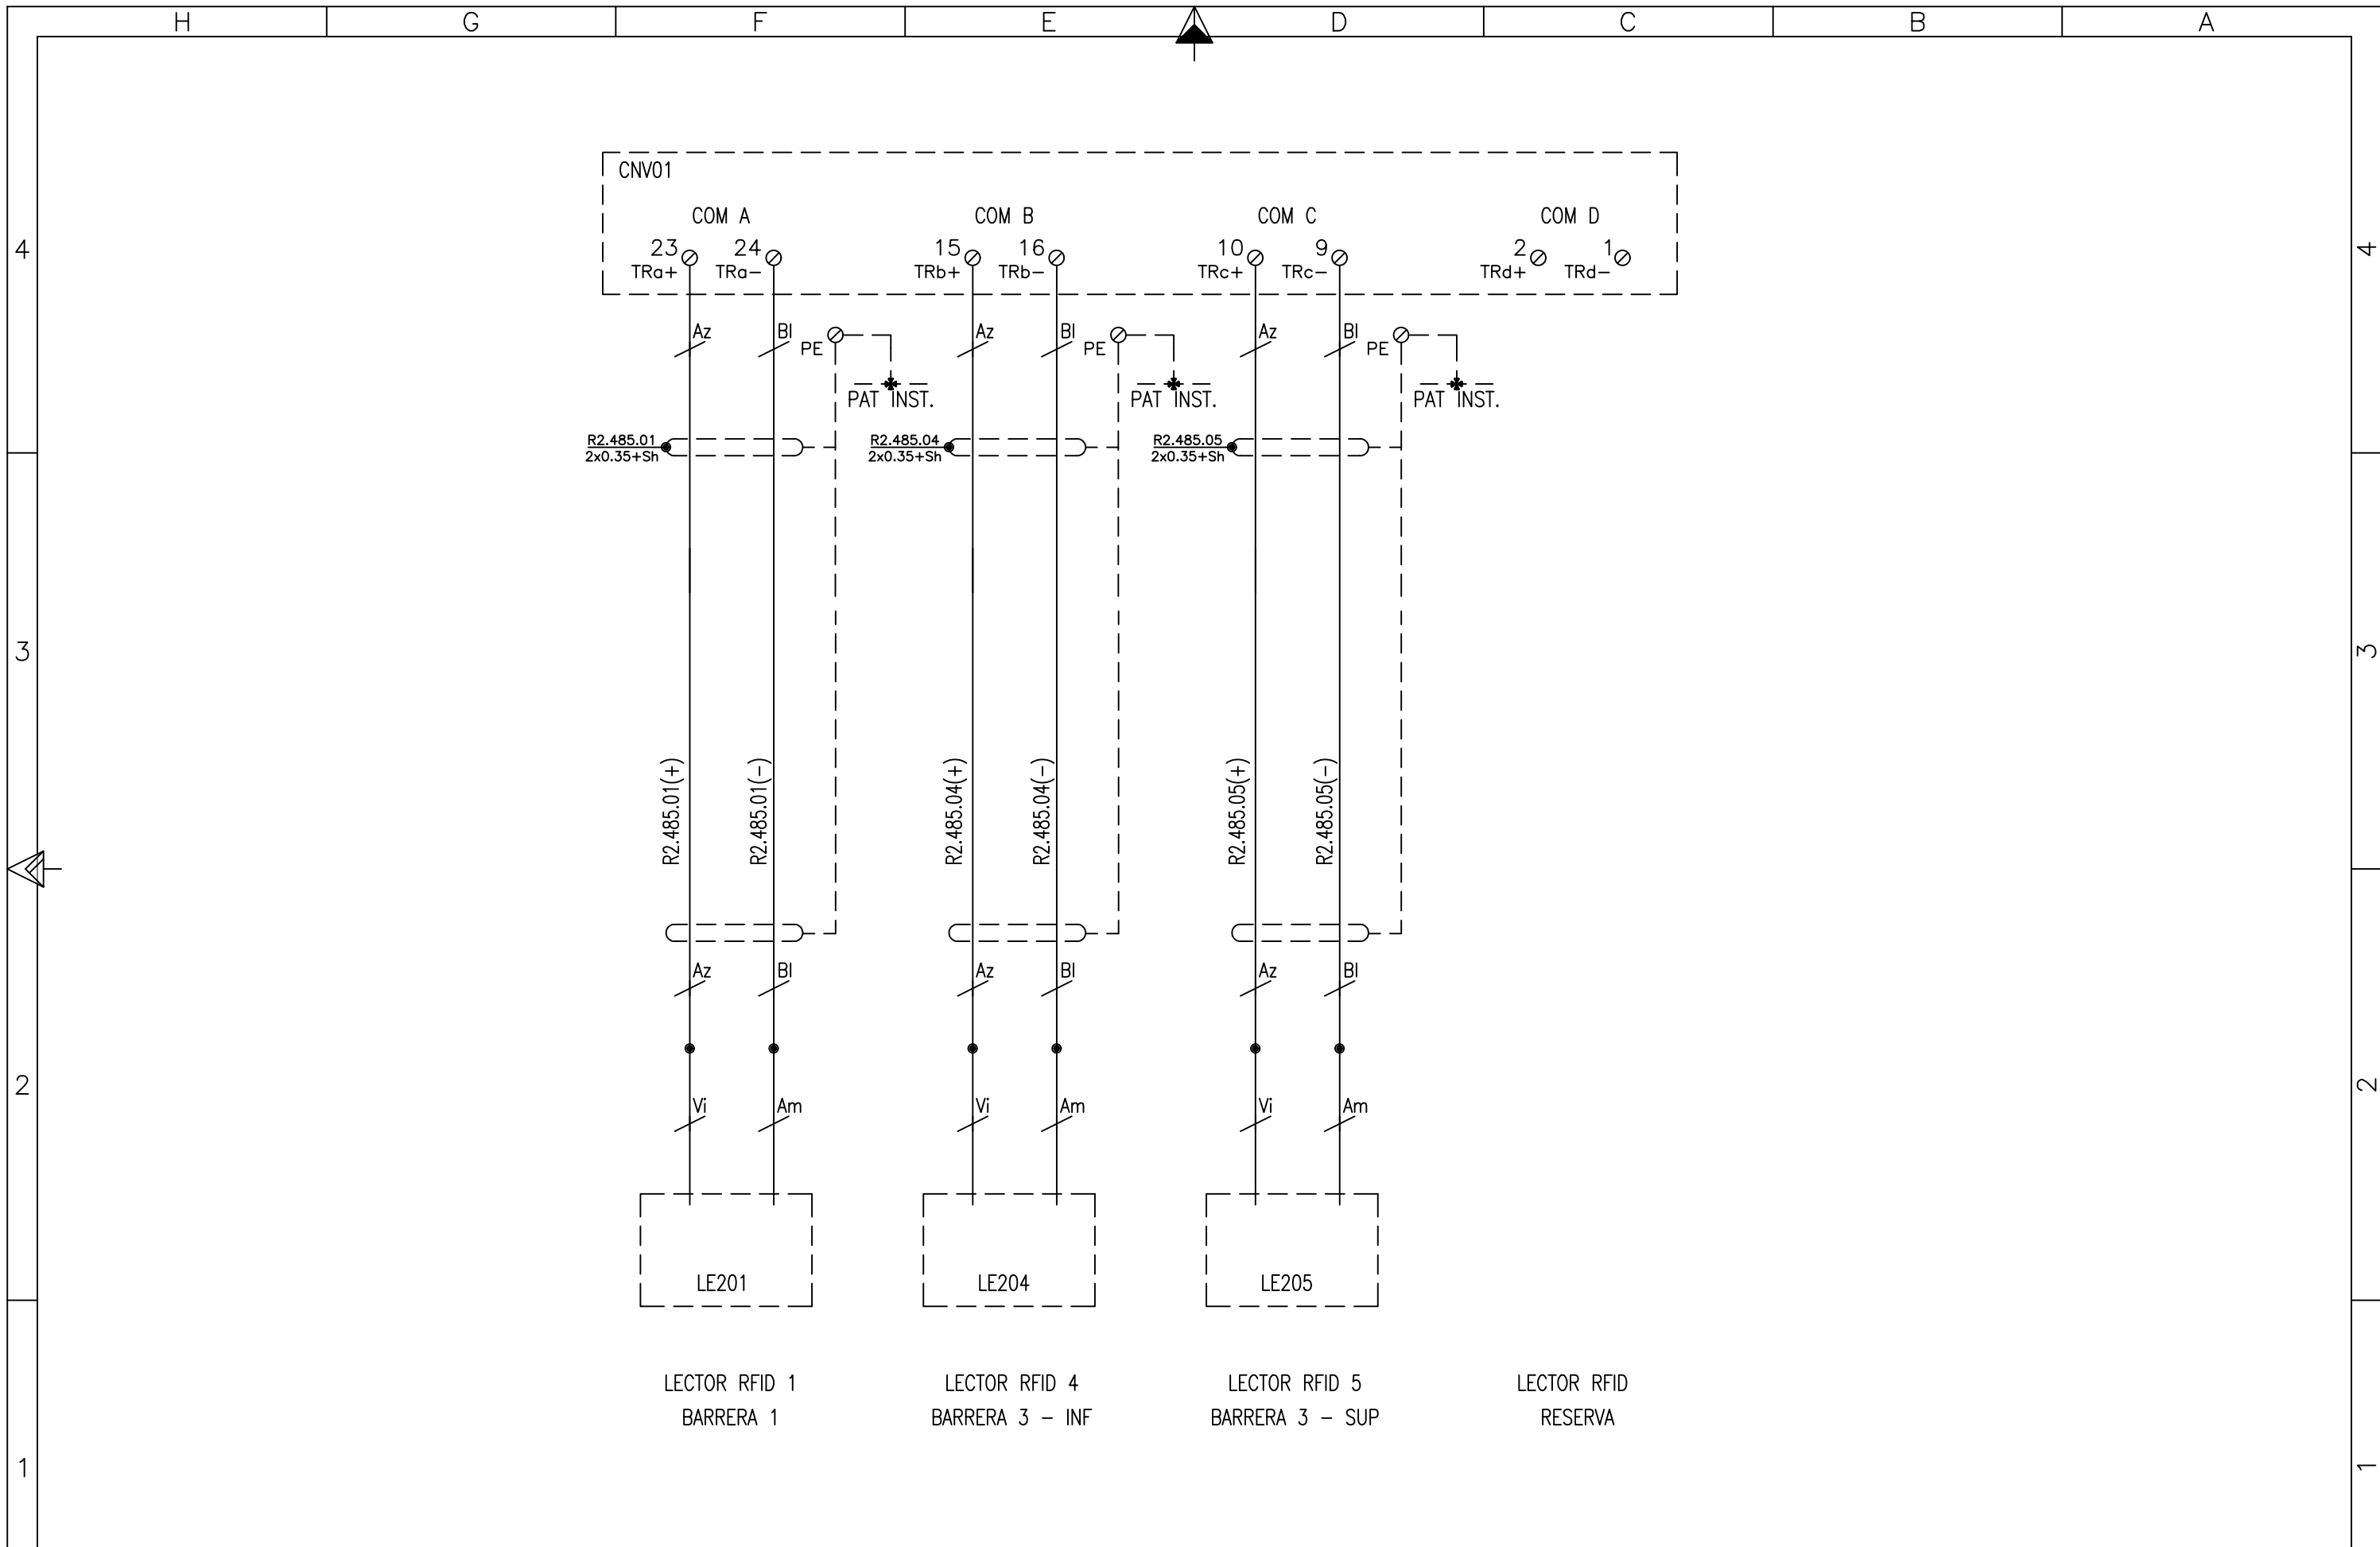 H G F E D C B A
CNV01
COM A COM B COM C COM D
23 24 15 16 10 9 2 1
TRa+ TRa- TRb+ TRb- TRc+ TRc- TRd+ TRd-
4 4
Az Bl PE Az Bl PE Az Bl PE
PAT INST. PAT INST. PAT INST.
R2.485.01 R2.485.04 R2.485.05
2x0.35+Sh 2x0.35+Sh 2x0.35+Sh
3 3
R2.485.01(+) R2.485.01(-) R2.485.04(+) R2.485.04(-) R2.485.05(+) R2.485.05(-)
Az Bl Az Bl Az Bl
2 2
Vi Am Vi Am Vi Am
LE201 LE204 LE205
LECTOR RFID 1 LECTOR RFID 4 LECTOR RFID 5 LECTOR RFID
BARRERA 1 BARRERA 3 - INF BARRERA 3 - SUP RESERVA
1 1